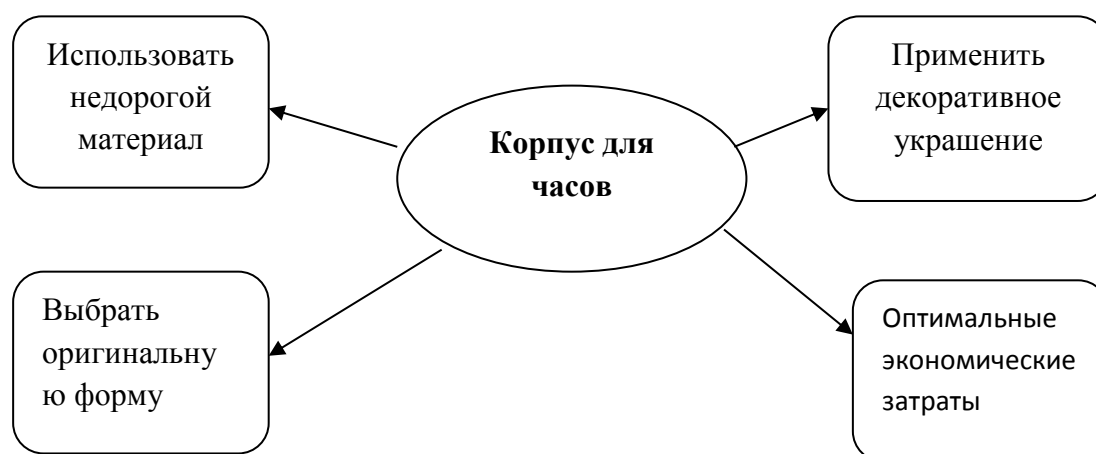 Использовать
недорогой
материал
Корпус для
часов
Применить
декоративное
украшение
Выбрать
оригинальну
ю форму
Оптимальные
экономические
затраты